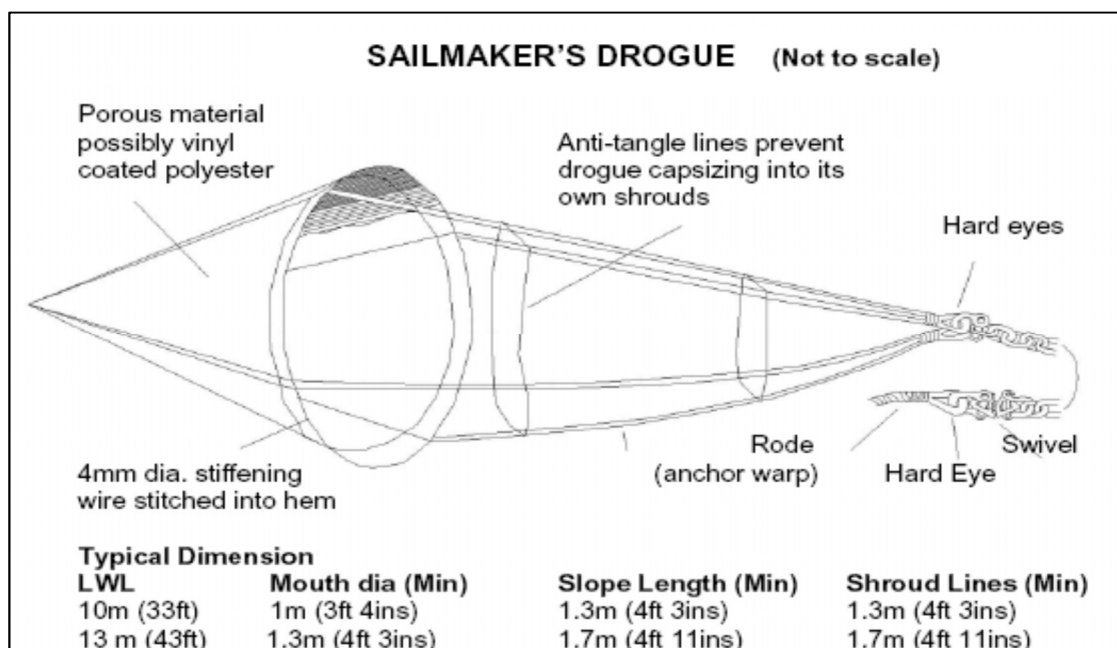 SAILMAKER'S DROGUE (Not to scale)
Porous material
possibly vinyl
coated polyester
Anti-tangle lines prevent
drogue capsizing into its
own shrouds
Hard eyes
4mm dia. stiffening
wire stitched into hem
Rode
(anchor warp)
Hard Eye
Swivel
Typical Dimension
LWL Mouth dia (Min) Slope Length (Min) Shroud Lines (Min)
10m (33ft) 1m (3ft 4ins) 1.3m (4ft 3ins) 1.3m (4ft 3ins)
13 m (43ft) 1.3m (4ft 3ins) 1.7m (4ft 11ins) 1.7m (4ft 11ins)